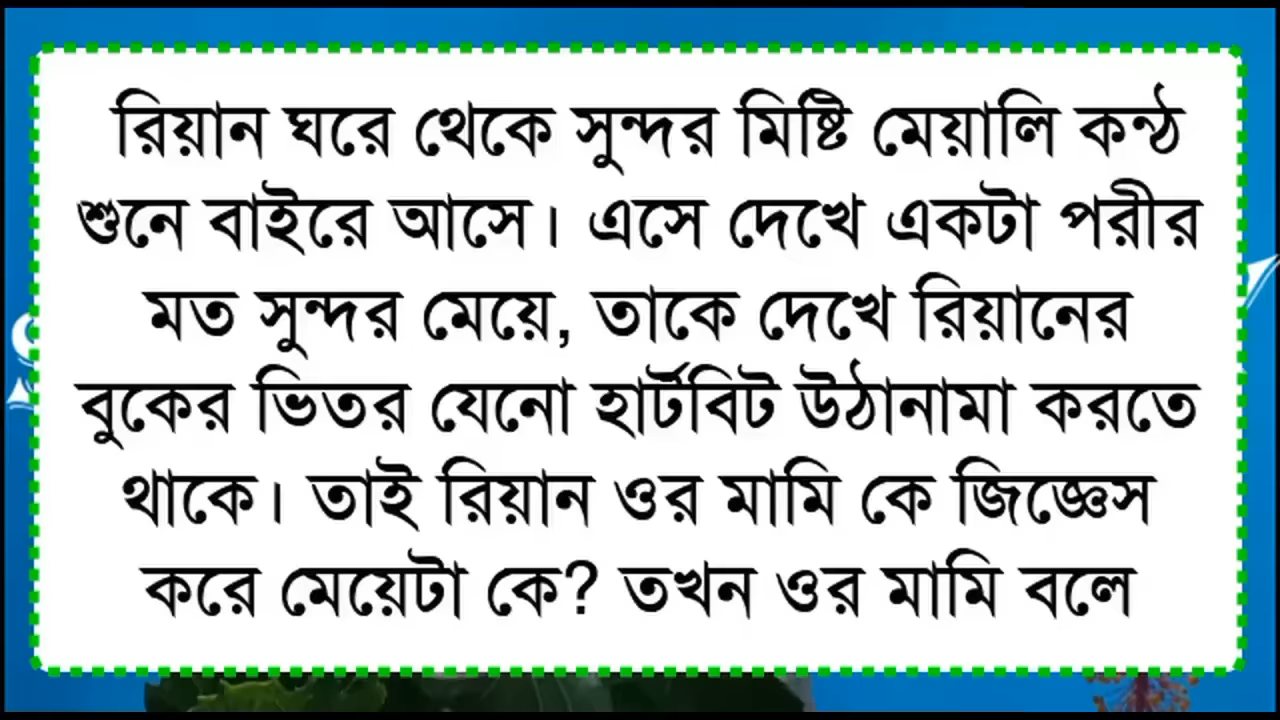 রিয়ান ঘরে থেকে সুন্দর মিষ্টি মেয়ালি কন্ঠ
শুনে বাইরে আসে। এসে দেখে একটা পরীর
মত সুন্দর মেয়ে, তাকে দেখে রিয়ানের
বুকের ভিতর যেনো হার্টবিট উঠানামা করতে
থাকে। তাই রিয়ান ওর মামি কে জিজ্ঞেস
করে মেয়েটা কে? তখন ওর মামি বলে